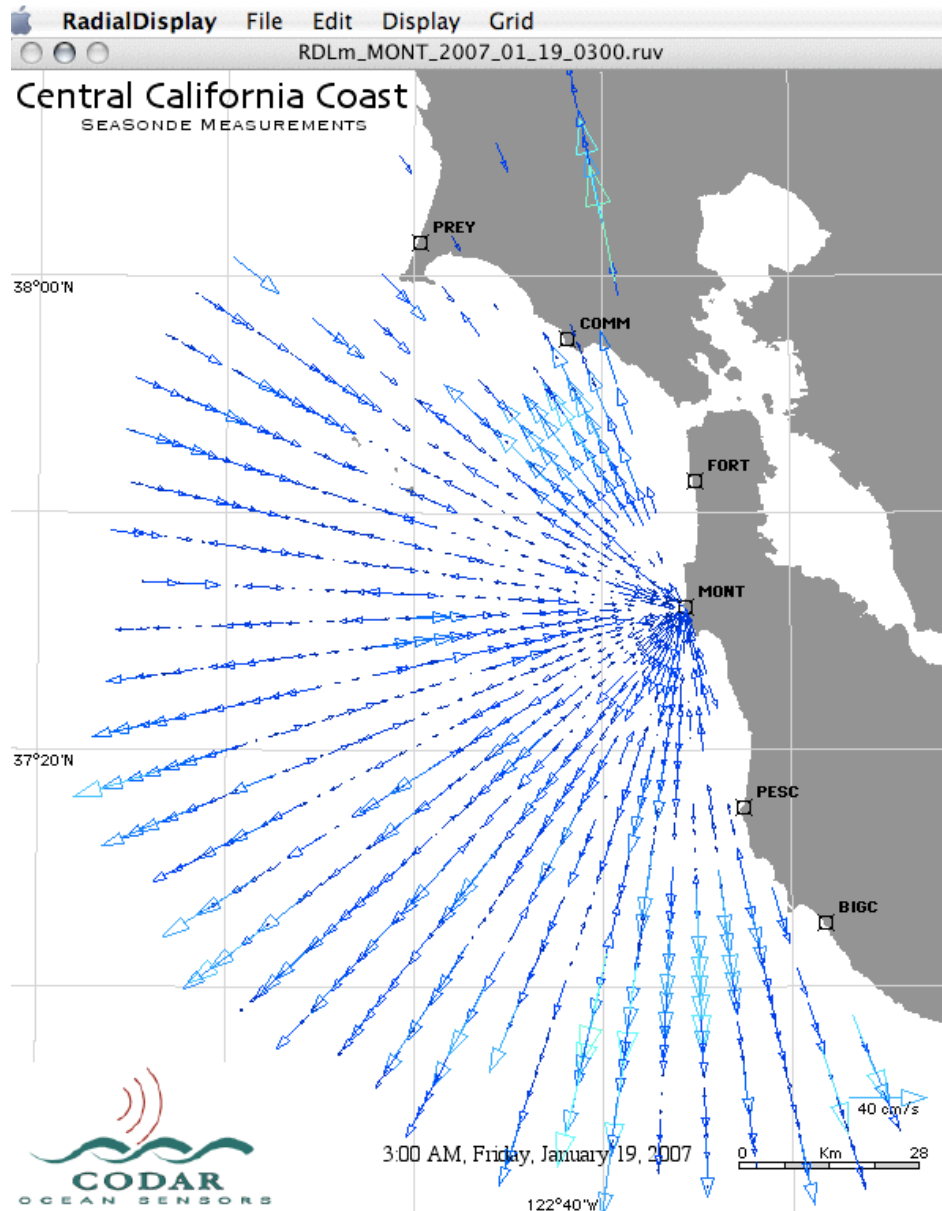 RadialDisplay File Edit Display Grid
RDLm_MONT_2007_01_19_0300.ruv
Central California Coast
SEASONDE MEASUREMENTS
PREY
38°00'N
COMM
FORT
MONT
37°20'N
PESC
BIGC
40 cm/s
3:00 AM, Friday, January 19, 2007
0 Km 28
CODAR
OCEAN SENSORS
122°40'W